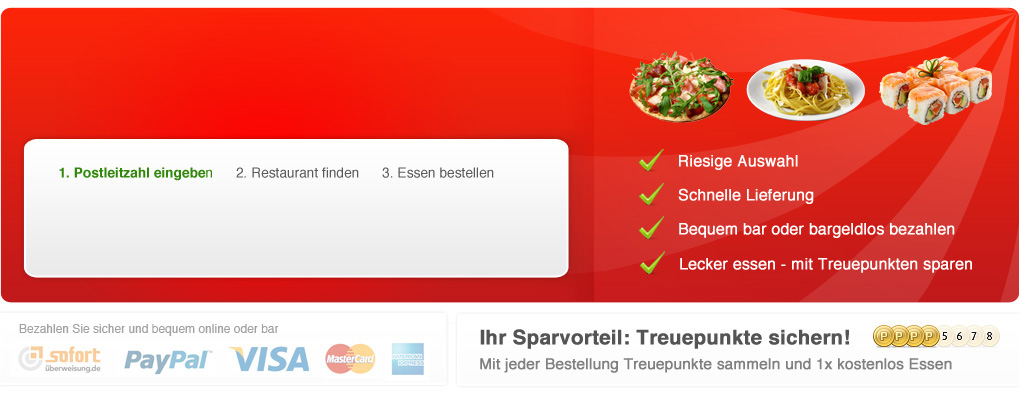 1. Postleitzahl eingeben 2. Restaurant finden 3. Essen bestellen
Riesige Auswahl
Schnelle Lieferung
Bequem bar oder bargeldlos bezahlen
Lecker essen - mit Treuepunkten sparen
Bezahlen Sie sicher und bequem online oder bar
sofort
überweisung.de
PayPal
VISA
MasterCard
AMERICAN EXPRESS
Ihr Sparvorteil: Treuepunkte sichern! P P P P 5 6 7 8
Mit jeder Bestellung Treuepunkte sammeln und 1x kostenlos Essen